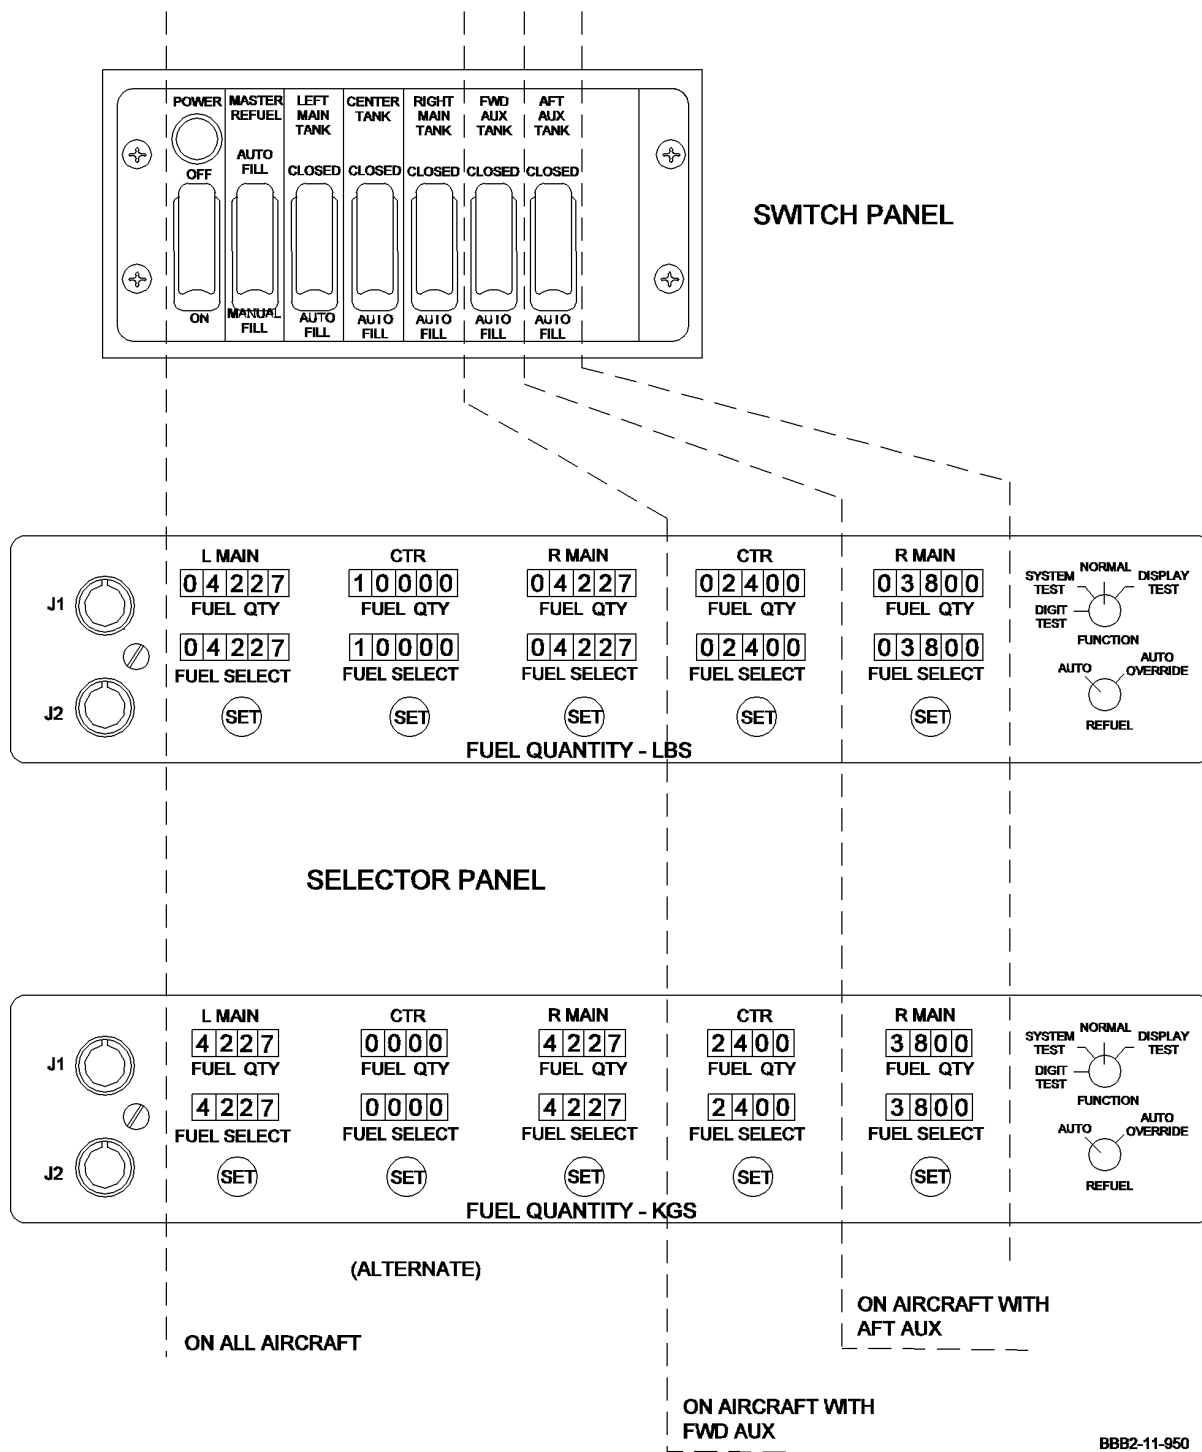 POWER
OFF
ON
MASTER
REFUEL
AUTO
FILL
MANUAL
FILL
LEFT
MAIN
TANK
CLOSED
AUTO
FILL
CENTER
TANK
CLOSED
AUTO
FILL
RIGHT
MAIN
TANK
CLOSED
AUTO
FILL
FWD
AUX
TANK
CLOSED
AUTO
FILL
AFT
AUX
TANK
CLOSED
AUTO
FILL
SWITCH PANEL
J1
J2
L MAIN
04227
FUEL QTY
04227
FUEL SELECT
SET
CTR
10000
FUEL QTY
10000
FUEL SELECT
SET
R MAIN
04227
FUEL QTY
04227
FUEL SELECT
SET
CTR
02400
FUEL QTY
02400
FUEL SELECT
SET
R MAIN
03800
FUEL QTY
03800
FUEL SELECT
SET
SYSTEM
TEST
NORMAL
DISPLAY
TEST
DIGIT
TEST
FUNCTION
AUTO
AUTO
OVERRIDE
REFUEL
FUEL QUANTITY - LBS
SELECTOR PANEL
J1
J2
L MAIN
4227
FUEL QTY
4227
FUEL SELECT
SET
CTR
0000
FUEL QTY
0000
FUEL SELECT
SET
R MAIN
4227
FUEL QTY
4227
FUEL SELECT
SET
CTR
2400
FUEL QTY
2400
FUEL SELECT
SET
R MAIN
3800
FUEL QTY
3800
FUEL SELECT
SET
SYSTEM
TEST
NORMAL
DISPLAY
TEST
DIGIT
TEST
FUNCTION
AUTO
AUTO
OVERRIDE
REFUEL
FUEL QUANTITY - KGS
(ALTERNATE)
ON ALL AIRCRAFT
ON AIRCRAFT WITH
AFT AUX
ON AIRCRAFT WITH
FWD AUX
BBB2-11-950